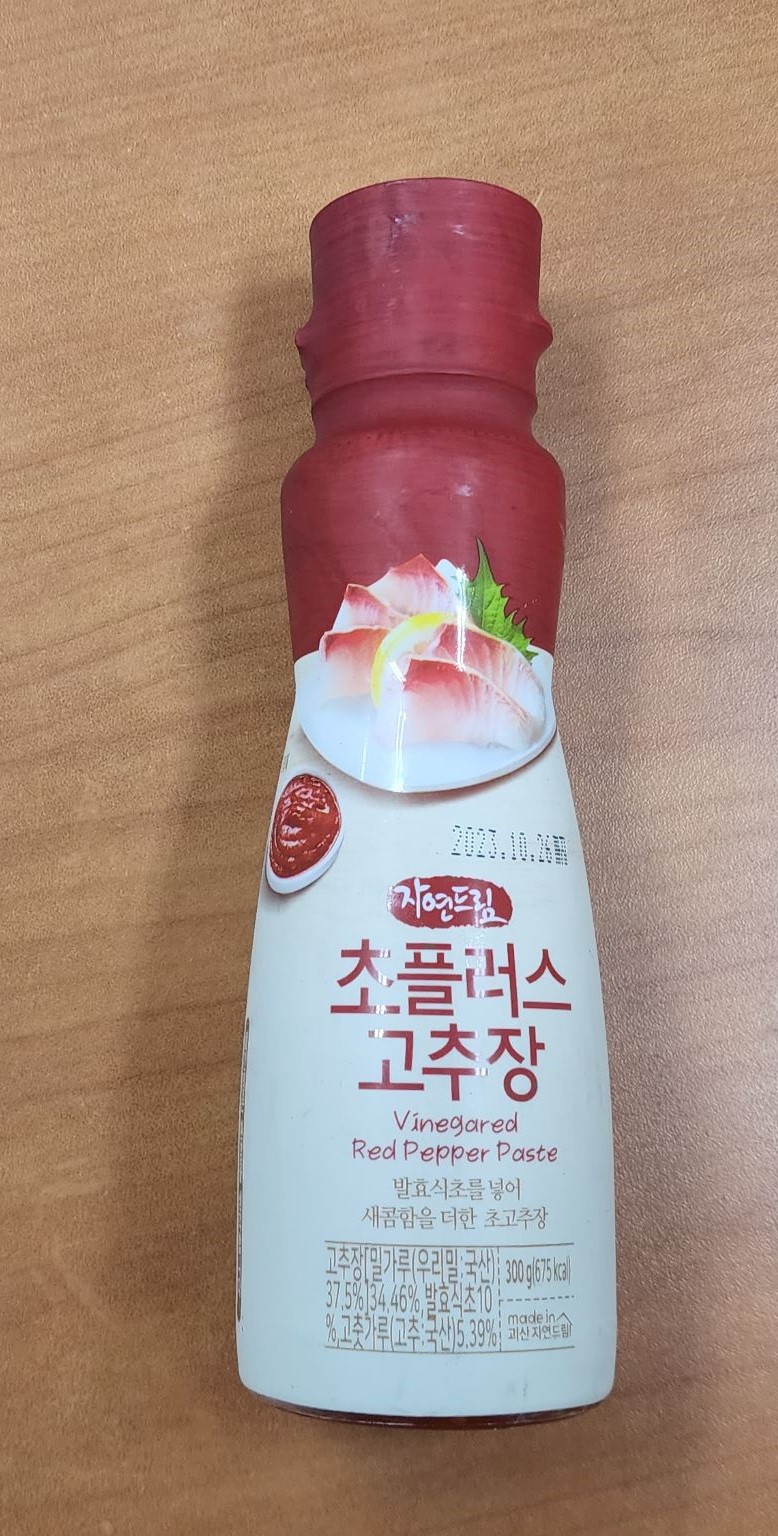 2023.10.26
자연드림
초플러스
고추장
Vinegared
Red Pepper Paste
발효식초를 넣어
새콤함을 더한 초고추장
고추장[밀가루(우리밀:국산)
37.5%]34.46%,발효식초10
%,고춧가루(고추:국산)5.39%
300 g(675 kcal)
made in
괴산 자연드림